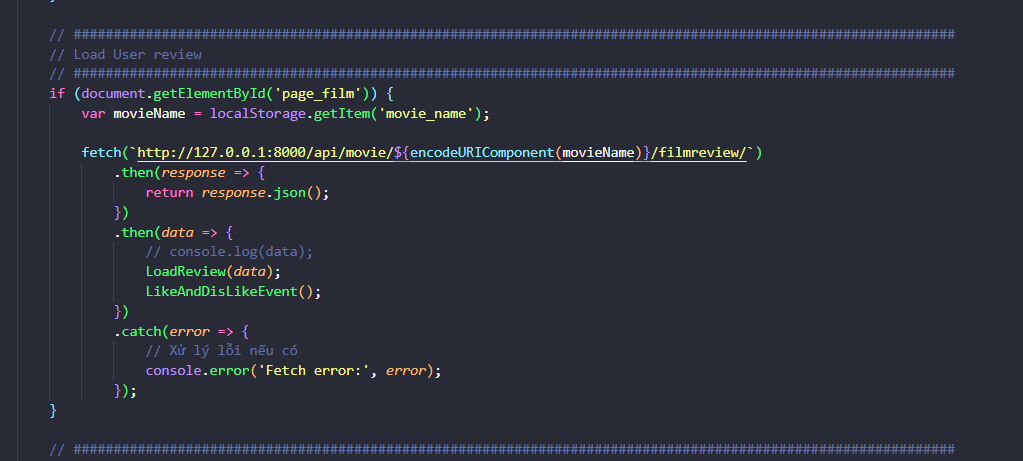 // ##############################################################################################################
// Load User review
// ##############################################################################################################
if (document.getElementById('page_film')) {
var movieName = localStorage.getItem('movie_name');
fetch(`http://127.0.0.1:8000/api/movie/${encodeURIComponent(movieName)}/filmreview/`)
.then(response => {
return response.json();
})
.then(data => {
// console.log(data);
LoadReview(data);
LikeAndDisLikeEvent();
})
.catch(error => {
// Xử lý lỗi nếu có
console.error('Fetch error:', error);
});
}
// ##############################################################################################################